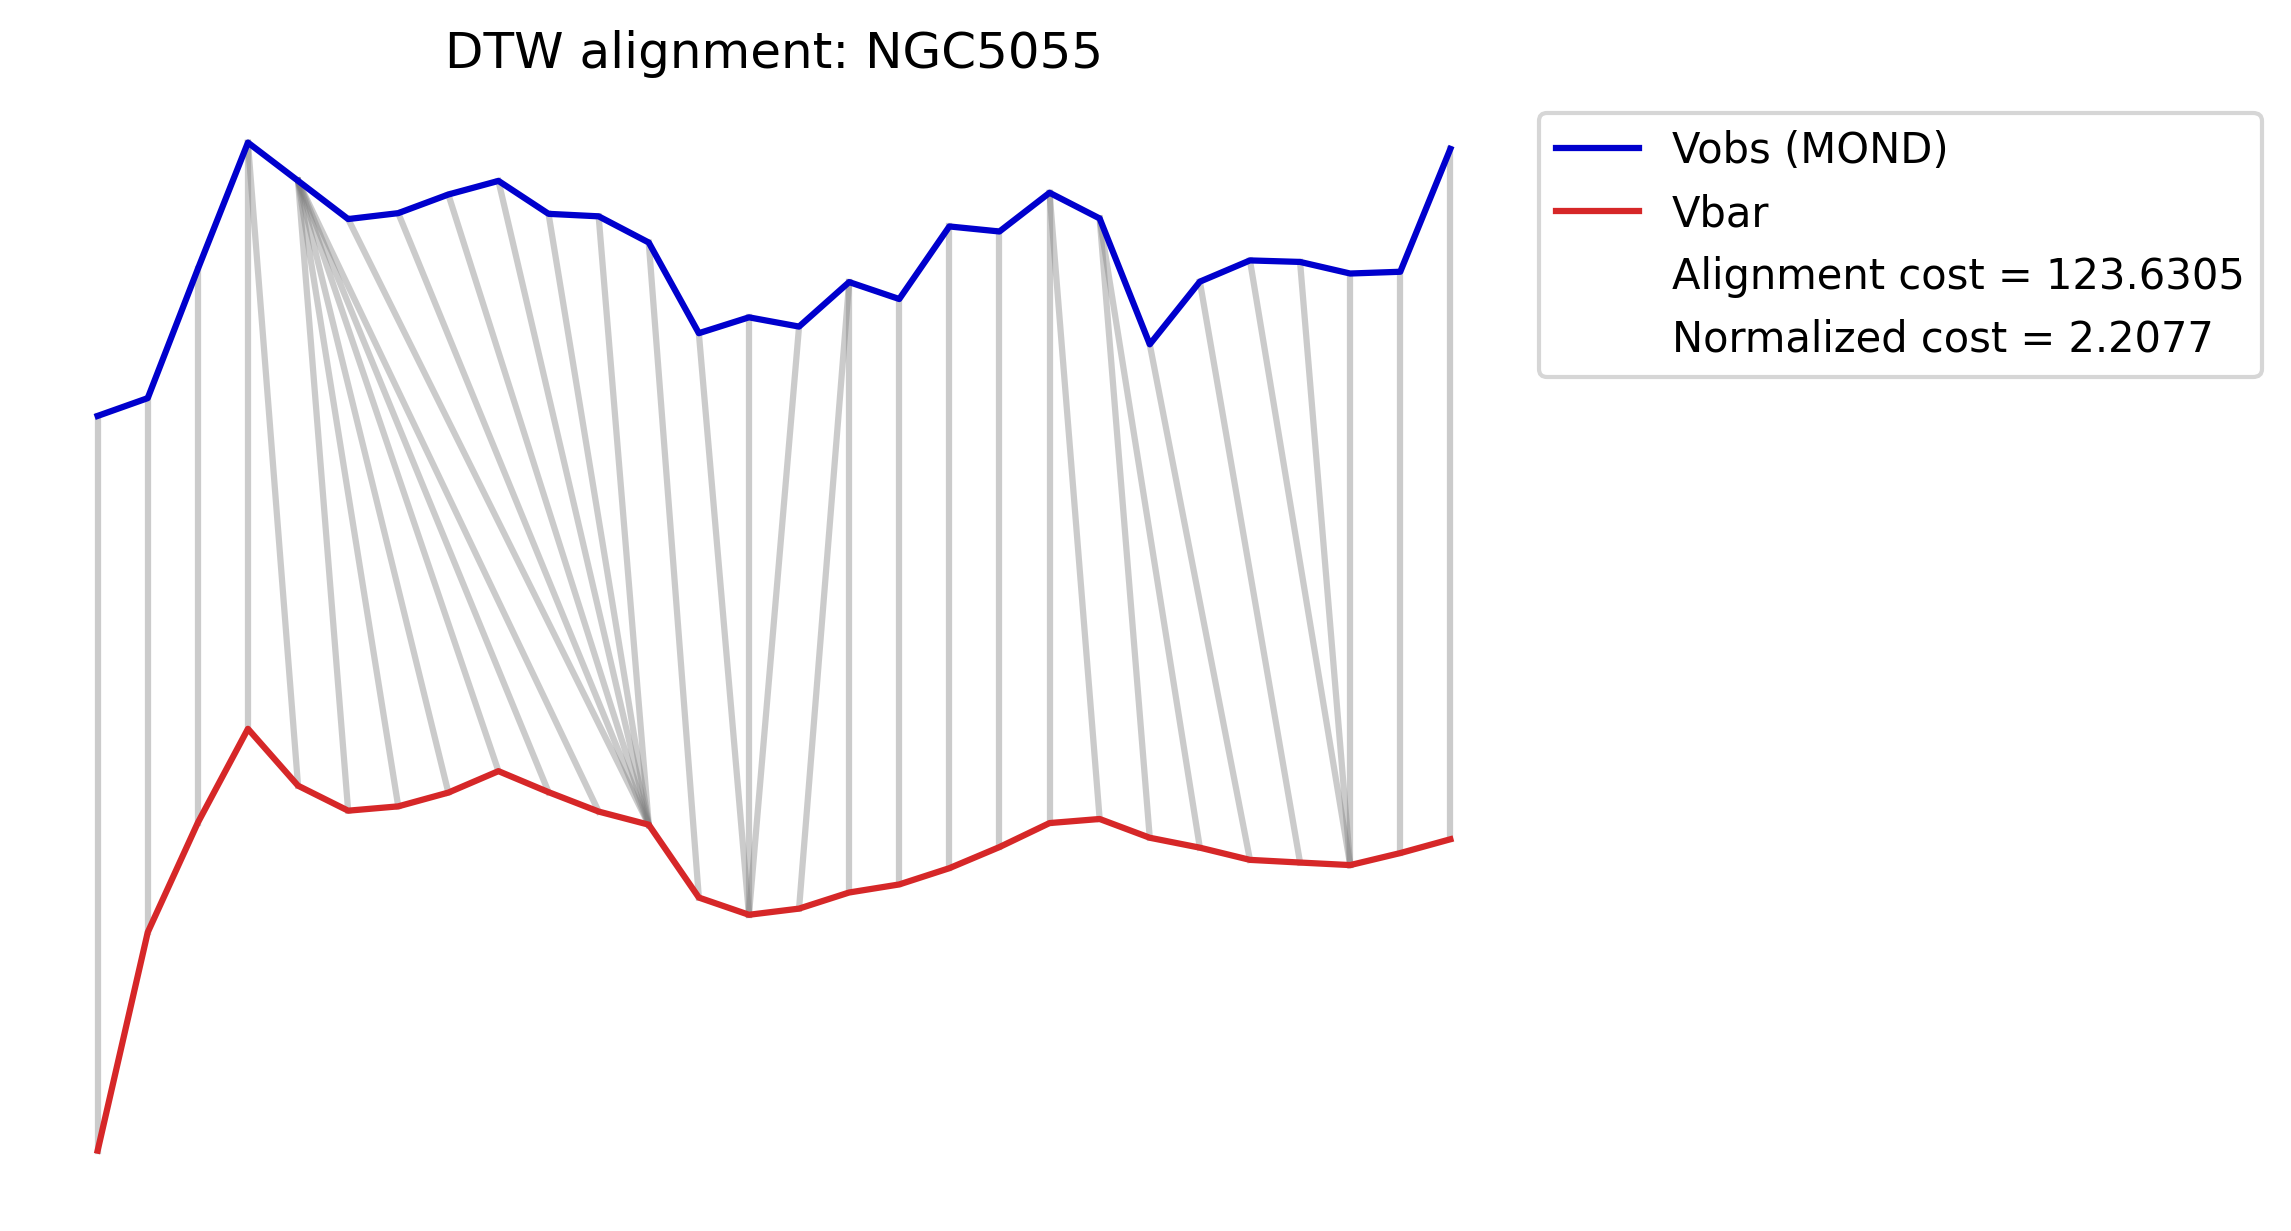 DTW alignment: NGC5055
Vobs (MOND)
Vbar
Alignment cost = 123.6305
Normalized cost = 2.2077